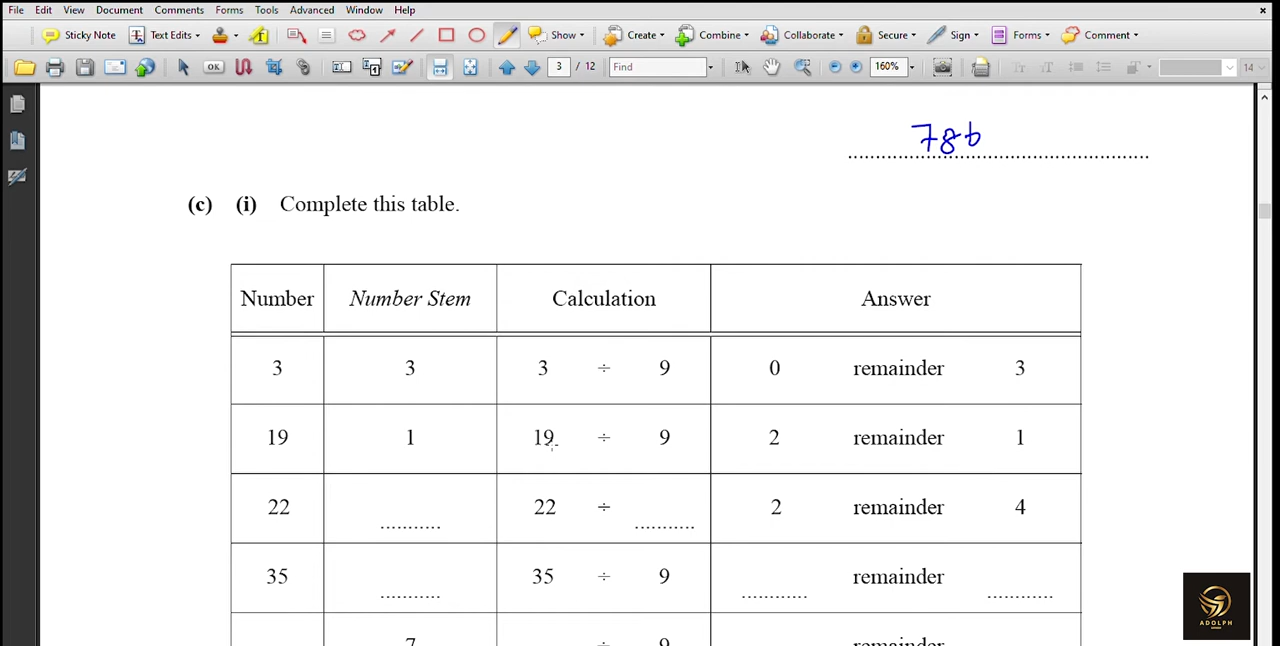 File Edit View Document Comments Forms Tools Advanced Window Help
Sticky Note Text Edits Show Create Combine Collaborate Secure Sign Forms Comment
OK 3 / 12 Find 160% 14
786
(c) (i) Complete this table.
Number Number Stem Calculation Answer
3 3 3 ÷ 9 0 remainder 3
19 1 19 ÷ 9 2 remainder 1
22 ........... 22 ÷ ........... 2 remainder 4
35 ........... 35 ÷ 9 ............ remainder ............
7 ÷ 9 remainder
ADOLPH